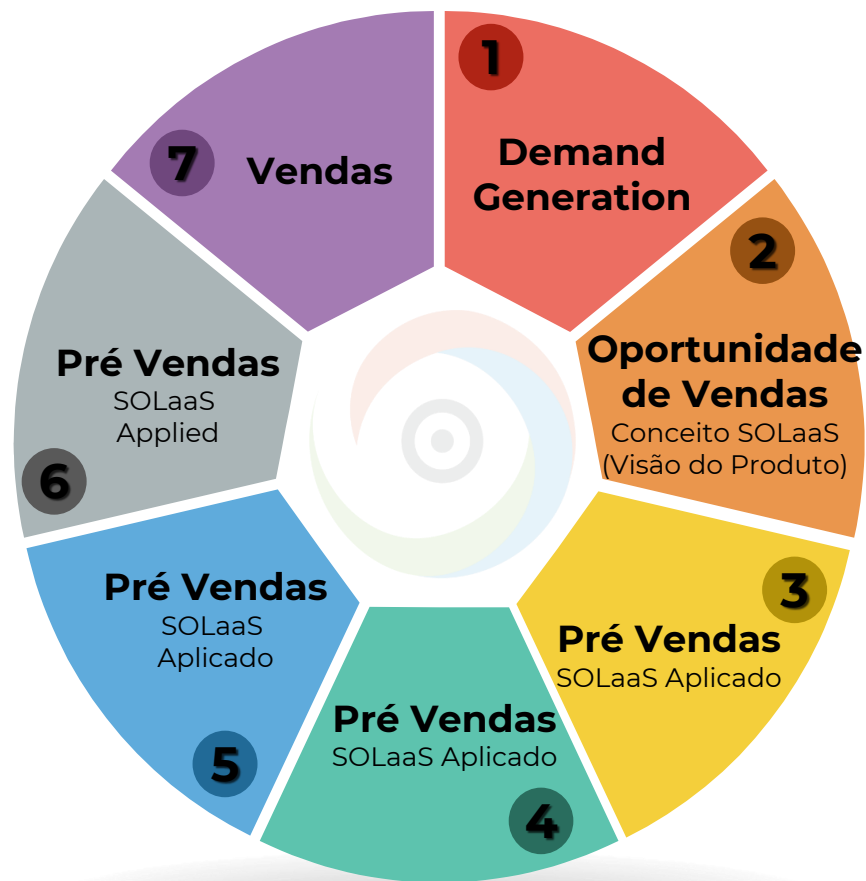 1
Demand
Generation
2
Oportunidade
de Vendas
Conceito SOLaaS
(Visão do Produto)
3
Pré Vendas
SOLaaS Aplicado
4
Pré Vendas
SOLaaS Aplicado
5
Pré Vendas
SOLaaS
Aplicado
6
Pré Vendas
SOLaaS
Applied
7
Vendas